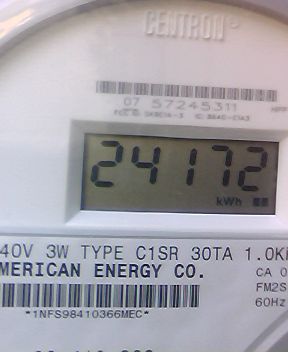 CENTRON®
07 57245311
24172
kWh
40V 3W TYPE C1SR 30TA 1.0K
MERICAN ENERGY CO.
CA 0
FM2S
60Hz
*1NFS98410366MEC*